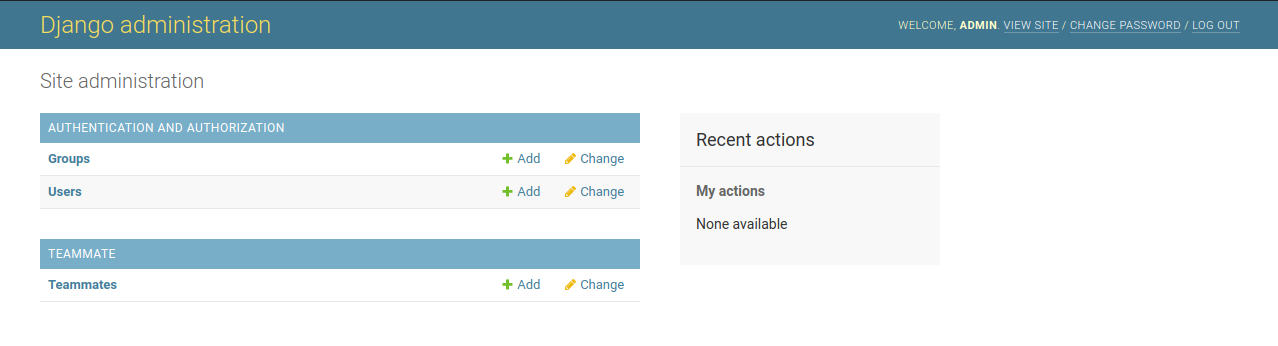 Django administration
WELCOME, ADMIN. VIEW SITE / CHANGE PASSWORD / LOG OUT
Site administration
AUTHENTICATION AND AUTHORIZATION
Groups Add Change
Users Add Change
TEAMMATE
Teammates Add Change
Recent actions
My actions
None available